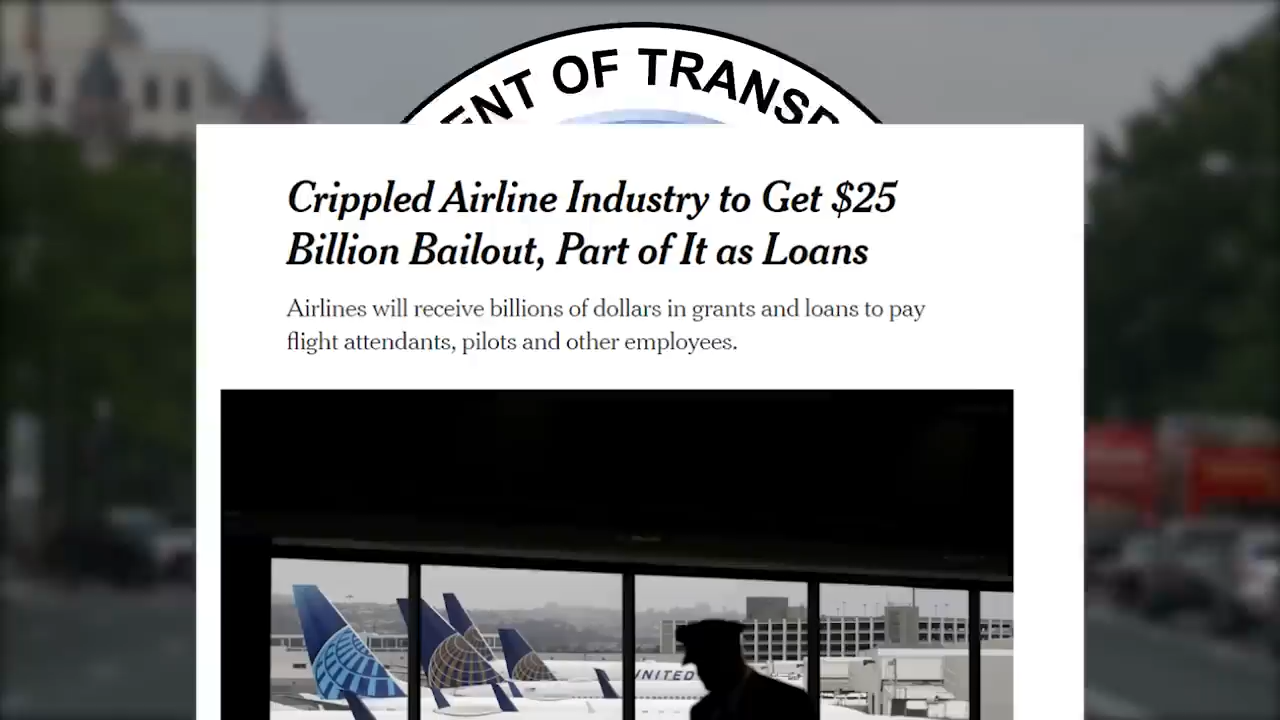 ENT OF TRANSP
Crippled Airline Industry to Get $25
Billion Bailout, Part of It as Loans
Airlines will receive billions of dollars in grants and loans to pay
flight attendants, pilots and other employees.
UNITED